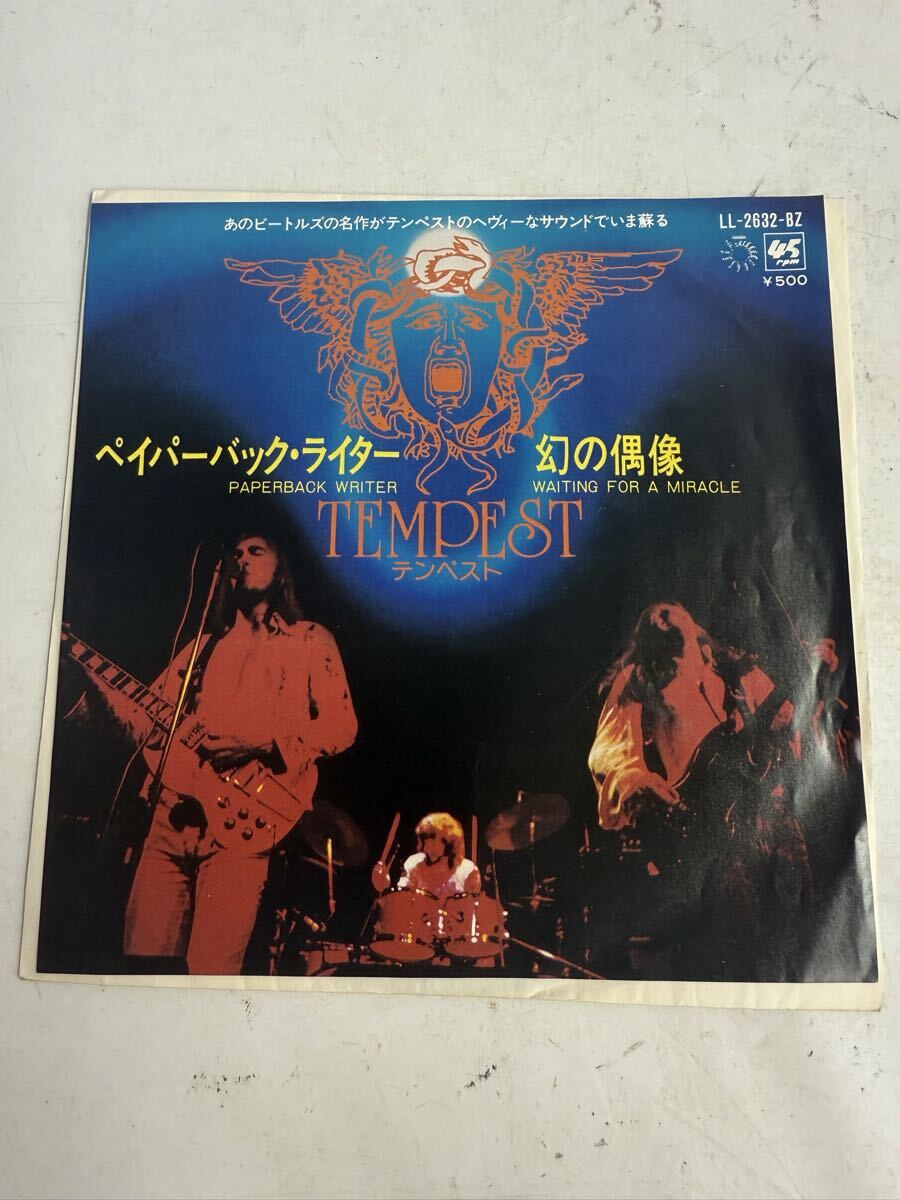 あのビートルズの名作がテンペストのヘヴィーなサウンドでいま蘇る
LL-2632-BZ
45 rpm
¥500
ペイパーバック・ライター
PAPERBACK WRITER
幻の偶像
WAITING FOR A MIRACLE
TEMPEST
テンペスト